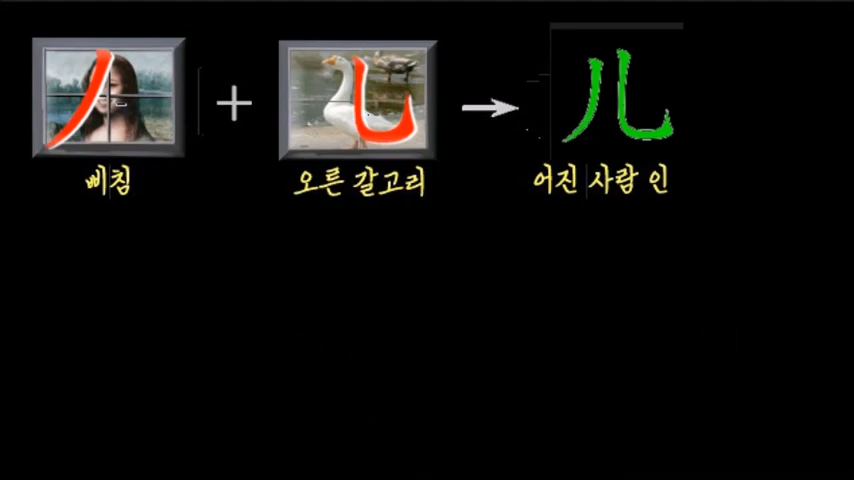 丿 + 乚 → 儿
삐침 오른 갈고리 어진 사람 인